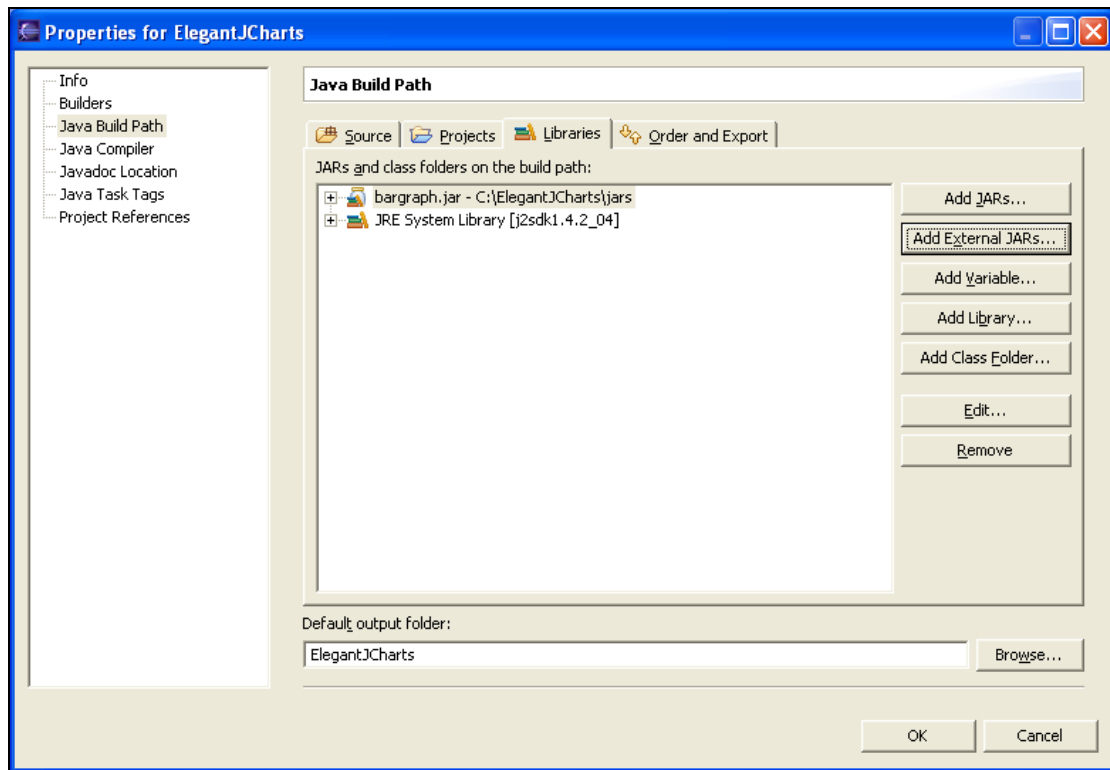 Properties for ElegantJCharts
Info
Builders
Java Build Path
Java Compiler
Javadoc Location
Java Task Tags
Project References
Java Build Path
Source
Projects
Libraries
Order and Export
JARs and class folders on the build path:
bargraph.jar - C:\ElegantJCharts\jars
JRE System Library [j2sdk1.4.2_04]
Add JARs...
Add External JARs...
Add Variable...
Add Library...
Add Class Folder...
Edit...
Remove
Default output folder:
ElegantJCharts
Browse...
OK
Cancel